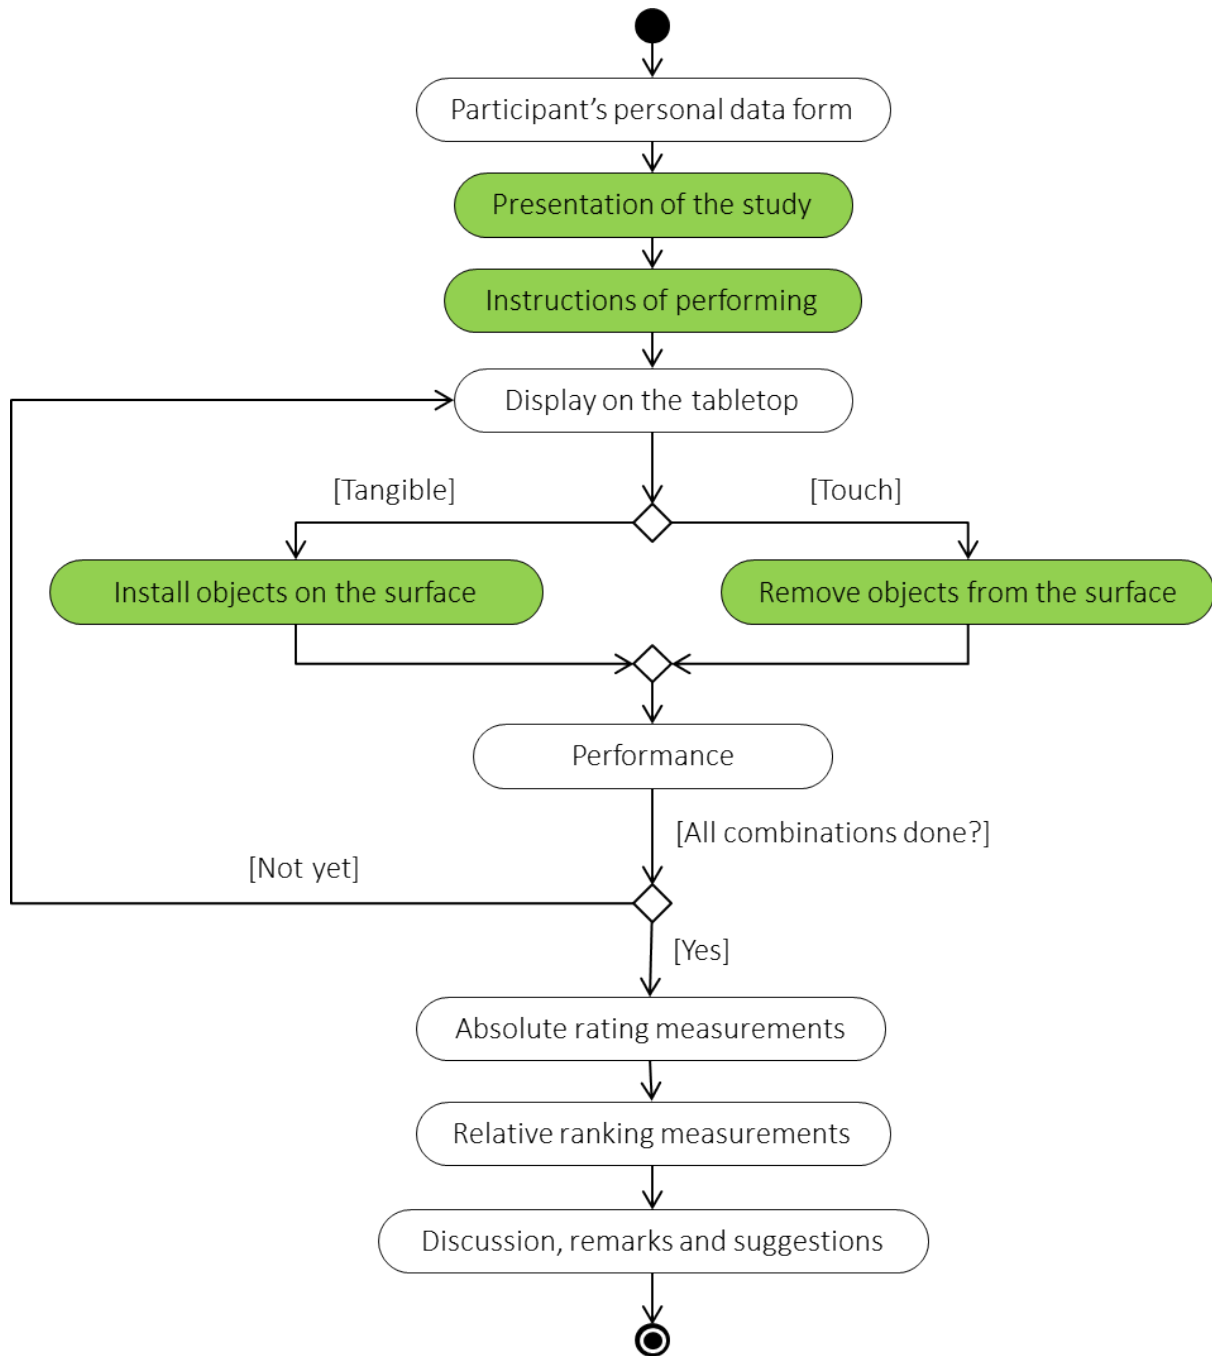 Participant’s personal data form
Presentation of the study
Instructions of performing
Display on the tabletop
[Tangible]
[Touch]
Install objects on the surface
Remove objects from the surface
Performance
[All combinations done?]
[Not yet]
[Yes]
Absolute rating measurements
Relative ranking measurements
Discussion, remarks and suggestions